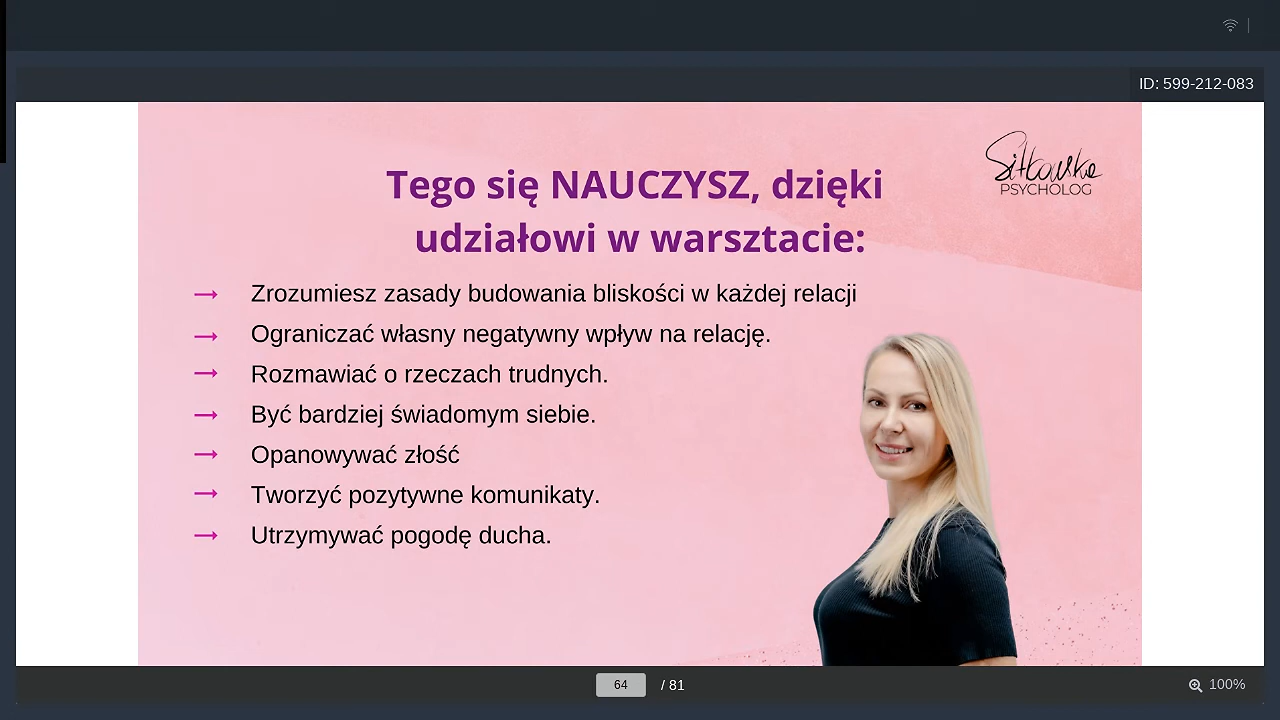 ID: 599-212-083
Siłkowska
PSYCHOLOG
Tego się NAUCZYSZ, dzięki
udziałowi w warsztacie:
→ Zrozumiesz zasady budowania bliskości w każdej relacji
→ Ograniczać własny negatywny wpływ na relację.
→ Rozmawiać o rzeczach trudnych.
→ Być bardziej świadomym siebie.
→ Opanowywać złość
→ Tworzyć pozytywne komunikaty.
→ Utrzymywać pogodę ducha.
64 / 81
100%